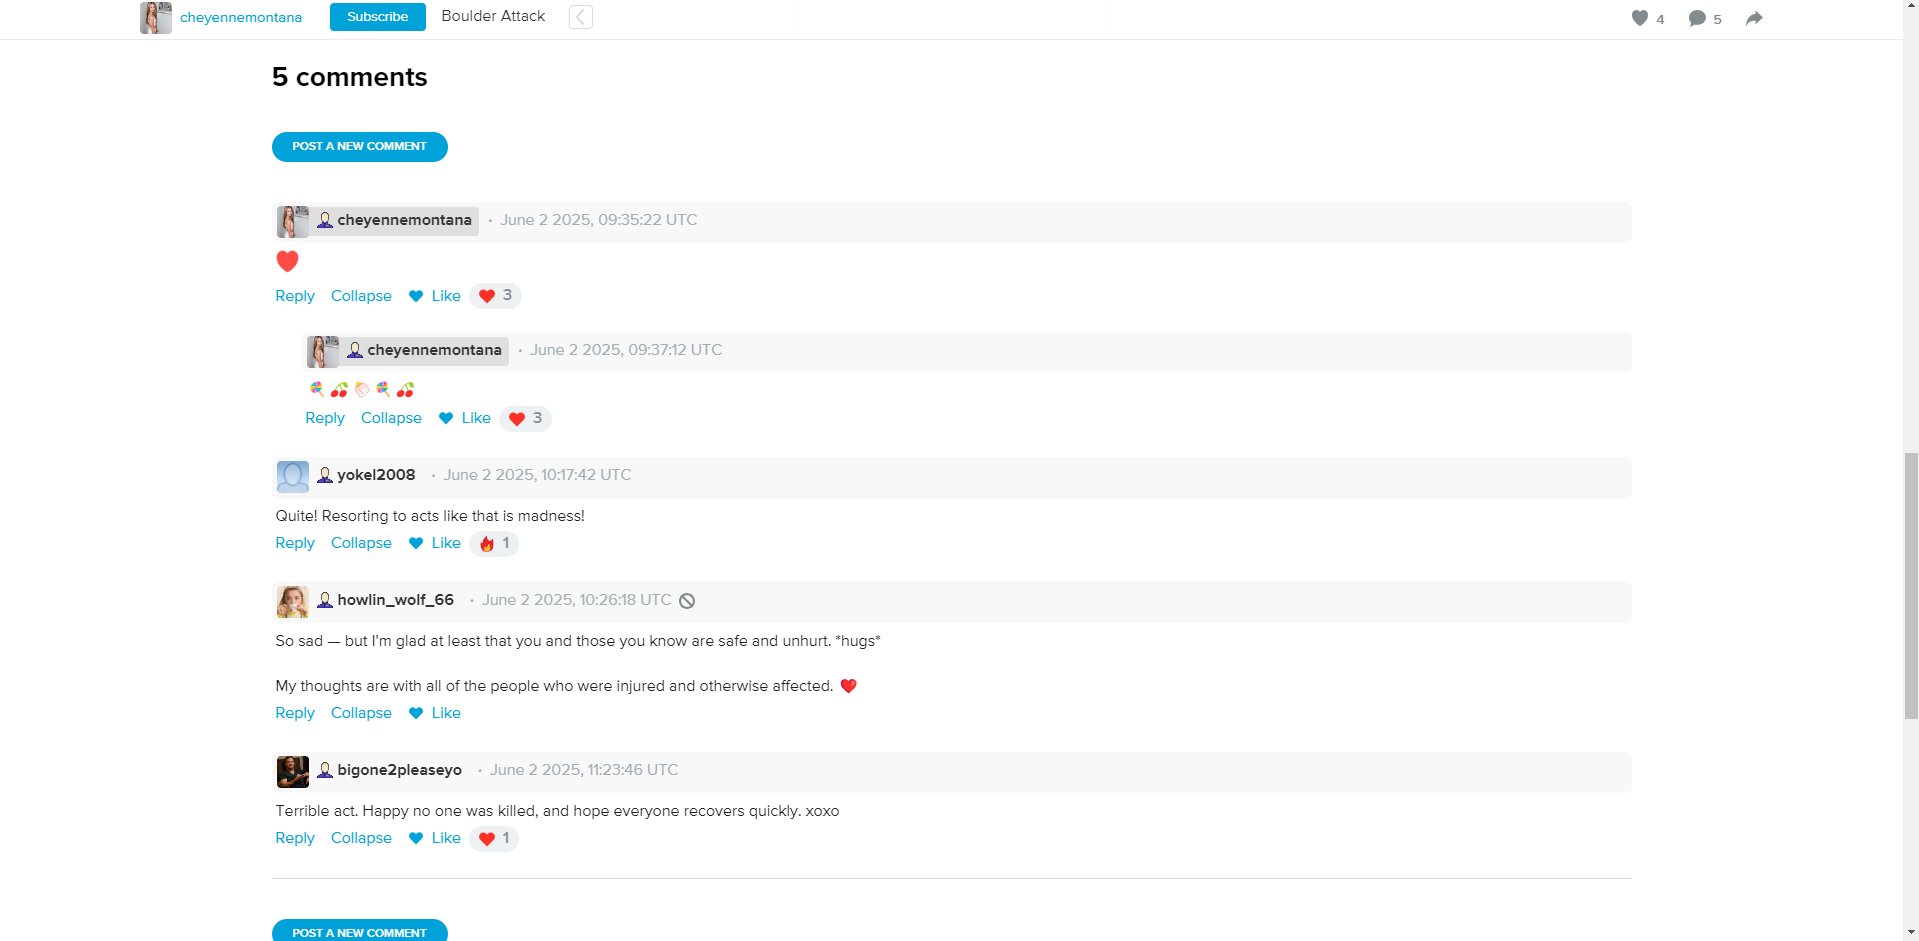 cheyennemontana Subscribe Boulder Attack 4 5
5 comments
POST A NEW COMMENT
cheyennemontana · June 2 2025, 09:35:22 UTC
❤️
Reply Collapse Like ❤️ 3
cheyennemontana · June 2 2025, 09:37:12 UTC
Reply Collapse Like ❤️ 3
yokel2008 · June 2 2025, 10:17:42 UTC
Quite! Resorting to acts like that is madness!
Reply Collapse Like 🔥 1
howlin_wolf_66 · June 2 2025, 10:26:18 UTC
So sad — but I'm glad at least that you and those you know are safe and unhurt. *hugs*
My thoughts are with all of the people who were injured and otherwise affected. ❤️
Reply Collapse Like
bigone2pleaseyo · June 2 2025, 11:23:46 UTC
Terrible act. Happy no one was killed, and hope everyone recovers quickly. xoxo
Reply Collapse Like ❤️ 1
POST A NEW COMMENT